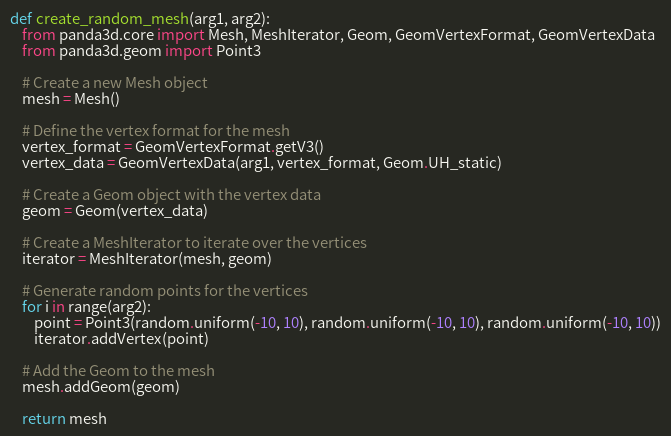 def create_random_mesh(arg1, arg2):
from panda3d.core import Mesh, MeshIterator, Geom, GeomVertexFormat, GeomVertexData
from panda3d.geom import Point3
# Create a new Mesh object
mesh = Mesh()
# Define the vertex format for the mesh
vertex_format = GeomVertexFormat.getV3()
vertex_data = GeomVertexData(arg1, vertex_format, Geom.UH_static)
# Create a Geom object with the vertex data
geom = Geom(vertex_data)
# Create a MeshIterator to iterate over the vertices
iterator = MeshIterator(mesh, geom)
# Generate random points for the vertices
for i in range(arg2):
point = Point3(random.uniform(-10, 10), random.uniform(-10, 10), random.uniform(-10, 10))
iterator.addVertex(point)
# Add the Geom to the mesh
mesh.addGeom(geom)
return mesh